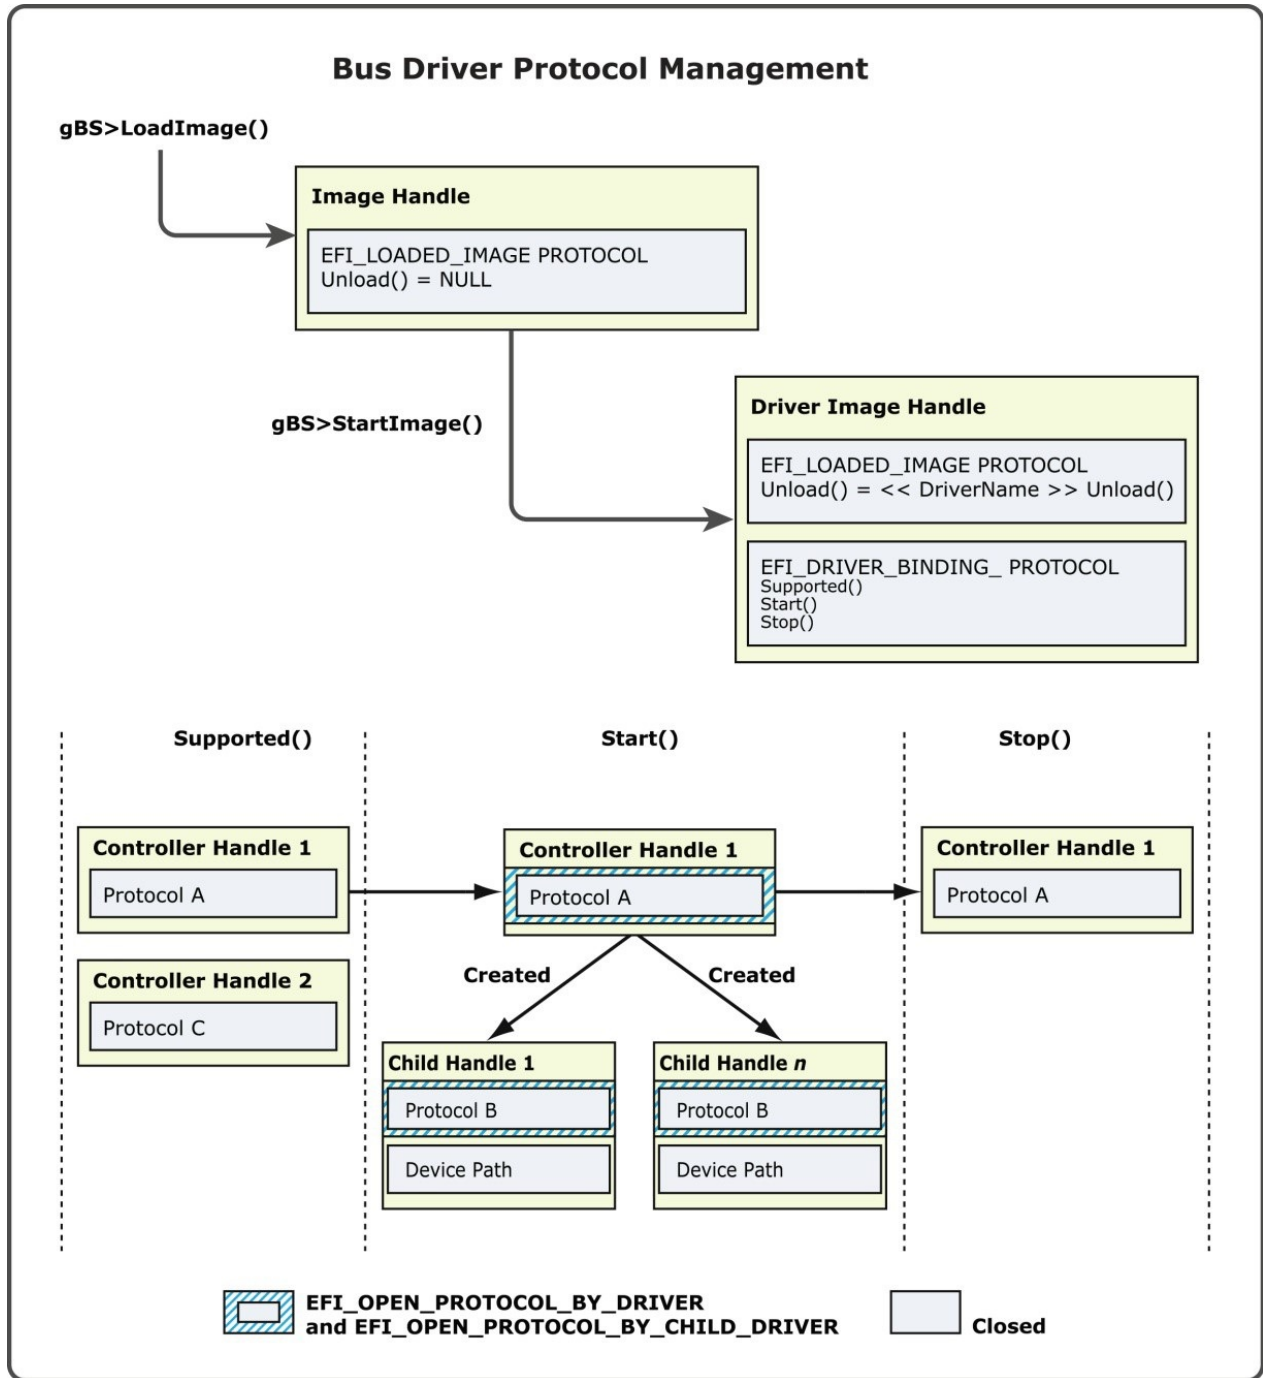 Bus Driver Protocol Management
gBS>LoadImage()
Image Handle
EFI_LOADED_IMAGE PROTOCOL
Unload() = NULL
gBS>StartImage()
Driver Image Handle
EFI_LOADED_IMAGE PROTOCOL
Unload() = << DriverName >> Unload()
EFI_DRIVER_BINDING_ PROTOCOL
Supported()
Start()
Stop()
Supported()
Start()
Stop()
Controller Handle 1
Protocol A
Controller Handle 2
Protocol C
Controller Handle 1
Protocol A
Created
Created
Child Handle 1
Protocol B
Device Path
Child Handle n
Protocol B
Device Path
Controller Handle 1
Protocol A
EFI_OPEN_PROTOCOL_BY_DRIVER
and EFI_OPEN_PROTOCOL_BY_CHILD_DRIVER
Closed